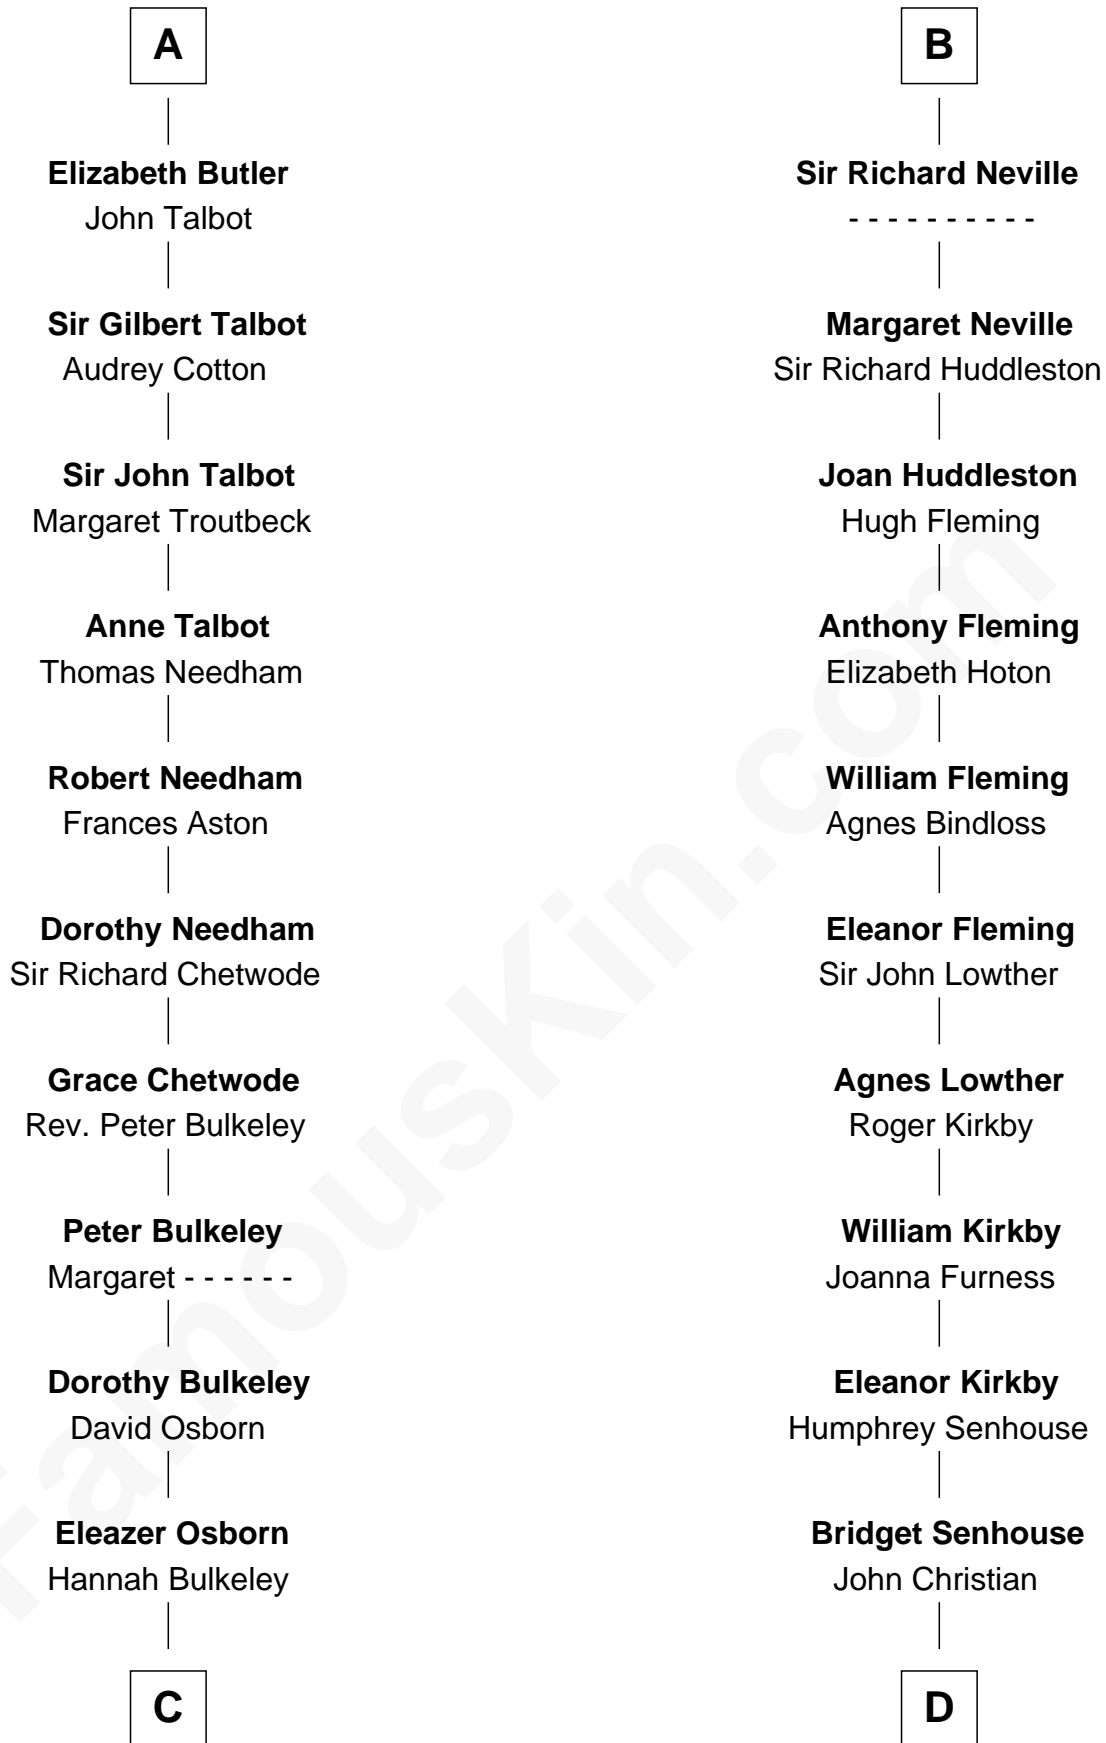 A
Elizabeth Butler
John Talbot
Sir Gilbert Talbot
Audrey Cotton
Sir John Talbot
Margaret Troutbeck
Anne Talbot
Thomas Needham
Robert Needham
Frances Aston
Dorothy Needham
Sir Richard Chetwode
Grace Chetwode
Rev. Peter Bulkeley
Peter Bulkeley
Margaret - - - - - -
Dorothy Bulkeley
David Osborn
Eleazer Osborn
Hannah Bulkeley
C
B
Sir Richard Neville
- - - - - - - - - -
Margaret Neville
Sir Richard Huddleston
Joan Huddleston
Hugh Fleming
Anthony Fleming
Elizabeth Hoton
William Fleming
Agnes Bindloss
Eleanor Fleming
Sir John Lowther
Agnes Lowther
Roger Kirkby
William Kirkby
Joanna Furness
Eleanor Kirkby
Humphrey Senhouse
Bridget Senhouse
John Christian
D
FamousKin.com